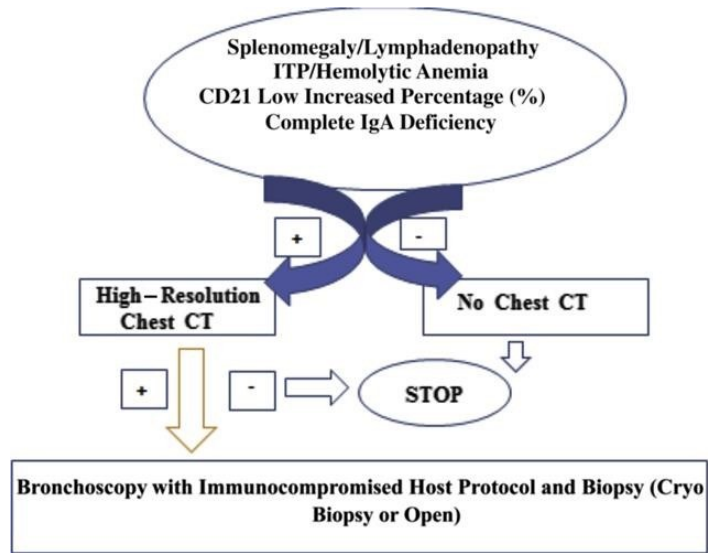 Splenomegaly/Lymphadenopathy
ITP/Hemolytic Anemia
CD21 Low Increased Percentage (%)
Complete IgA Deficiency
+
-
High–Resolution
Chest CT
No Chest CT
+
-
STOP
Bronchoscopy with Immunocompromised Host Protocol and Biopsy (Cryo
Biopsy or Open)